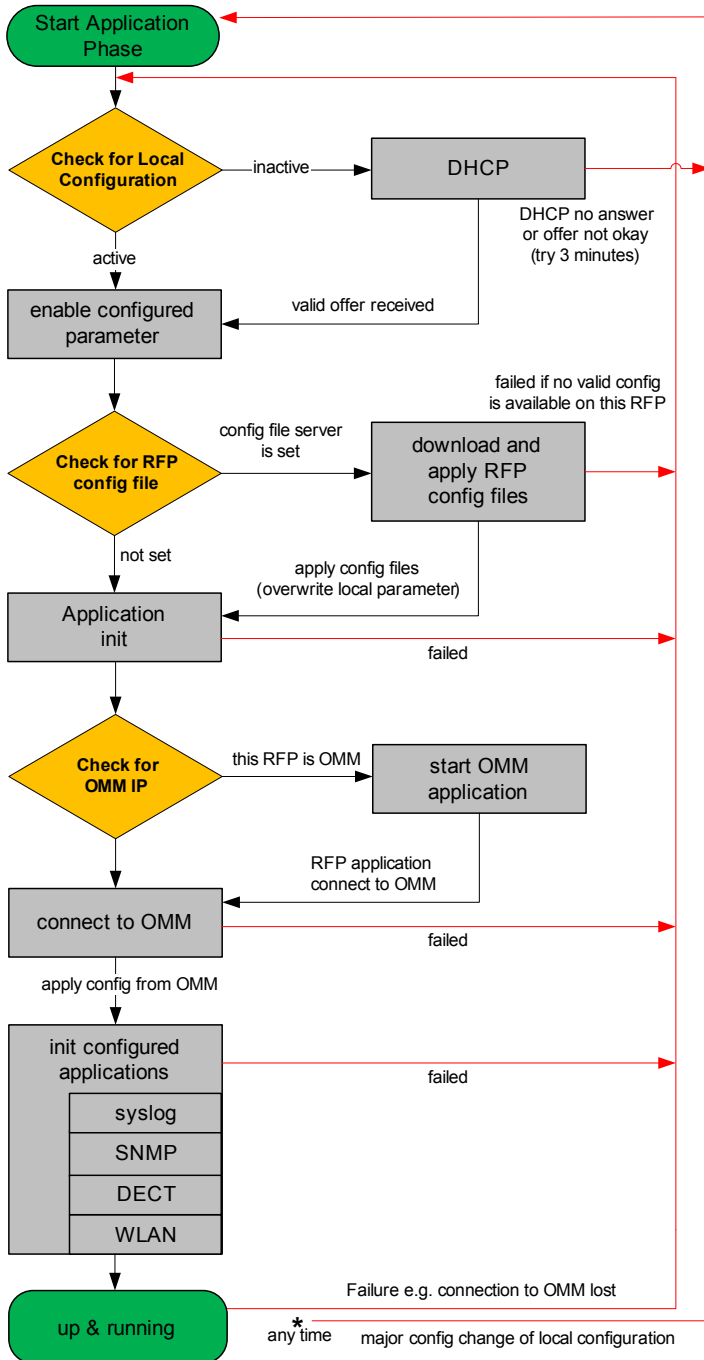 Start Application
Phase
Check for Local
Configuration
inactive
DHCP
DHCP no answer
or offer not okay
(try 3 minutes)
active
valid offer received
enable configured
parameter
failed if no valid config
is available on this RFP
config file server
is set
Check for RFP
config file
download and
apply RFP
config files
not set
apply config files
(overwrite local parameter)
Application
init
failed
Check for
OMM IP
this RFP is OMM
start OMM
application
RFP application
connect to OMM
connect to OMM
failed
apply config from OMM
init configured
applications
failed
syslog
SNMP
DECT
WLAN
Failure e.g. connection to OMM lost
up & running
*
any time
major config change of local configuration